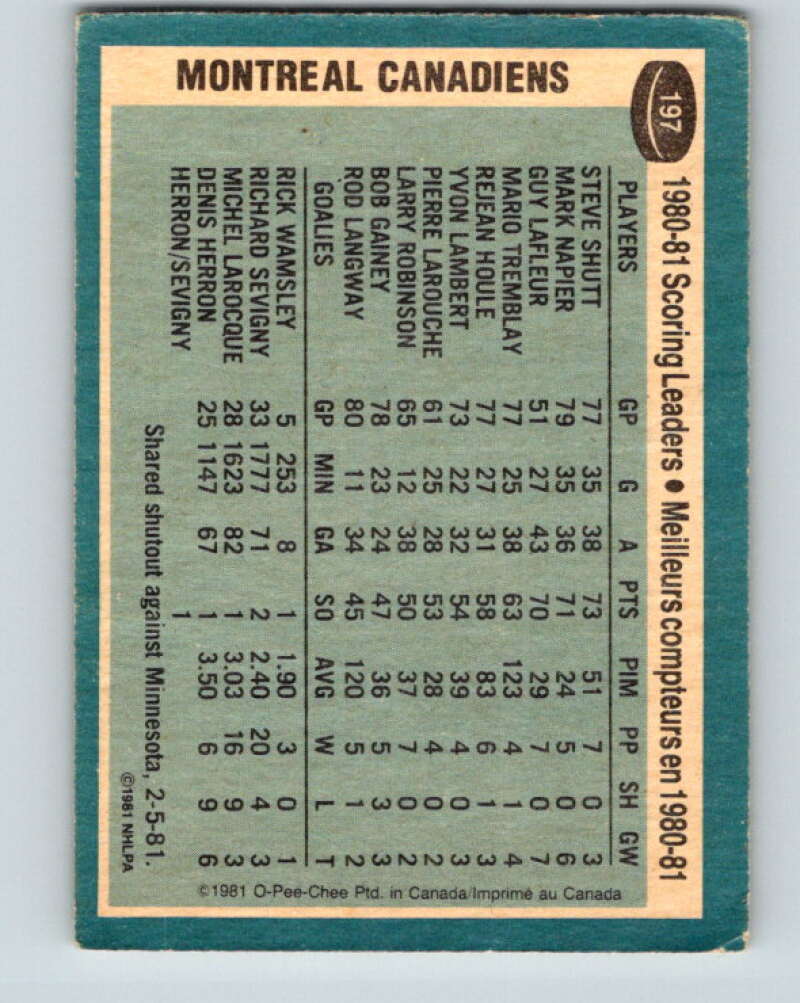 MONTREAL CANADIENS
197
1980-81 Scoring Leaders • Meilleurs compteurs en 1980-81
PLAYERS GP G A PTS PIM PP SH GW
STEVE SHUTT 77 35 38 73 51 7 0 3
MARK NAPIER 79 35 36 71 24 5 0 6
GUY LAFLEUR 51 27 43 70 29 7 0 7
MARIO TREMBLAY 77 25 38 63 123 4 1 4
REJEAN HOULE 77 27 31 58 83 6 1 3
YVON LAMBERT 73 22 32 54 39 4 0 3
PIERRE LAROUCHE 61 25 28 53 28 4 0 2
LARRY ROBINSON 65 12 38 50 37 7 0 2
BOB GAINEY 78 23 24 47 36 5 3 3
ROD LANGWAY 80 11 34 45 120 5 1 2
GOALIES GP MIN GA SO AVG W L T
RICK WAMSLEY 5 253 8 1 1.90 3 0 1
RICHARD SEVIGNY 33 1777 71 2 2.40 20 4 3
MICHEL LAROCQUE 28 1623 82 1 3.03 16 9 3
DENIS HERRON 25 1147 67 1 3.50 6 9 6
HERRON/SEVIGNY 1
Shared shutout against Minnesota, 2-5-81.
©1981 NHLPA
©1981 O-Pee-Chee Ptd. in Canada/Imprimé au Canada